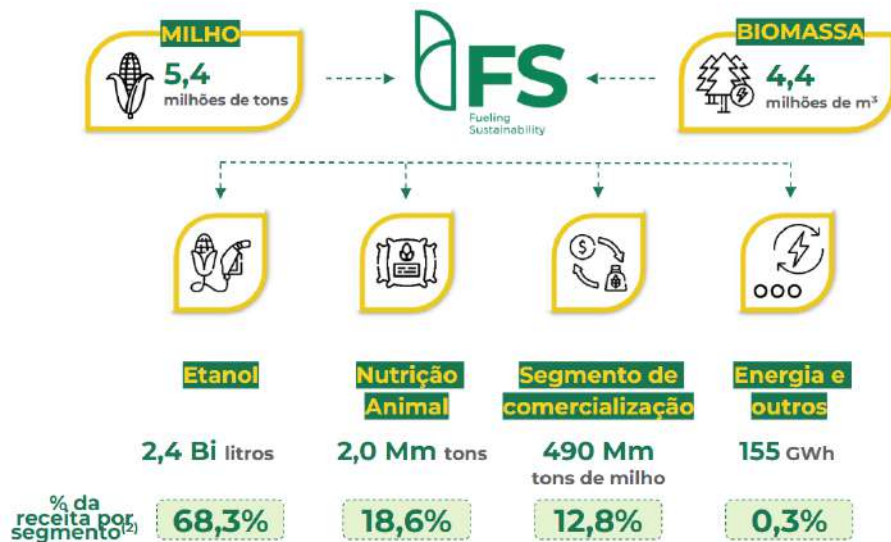 MILHO
5,4
milhões de tons
FS
Fueling
Sustainability
BIOMASSA
4,4
milhões de m³
Etanol
Nutrição
Animal
Segmento de
comercialização
Energia e
outros
2,4 Bi litros
2,0 Mm tons
490 Mm
tons de milho
155 GWh
% da
receita por
segmento(2)
68,3%
18,6%
12,8%
0,3%